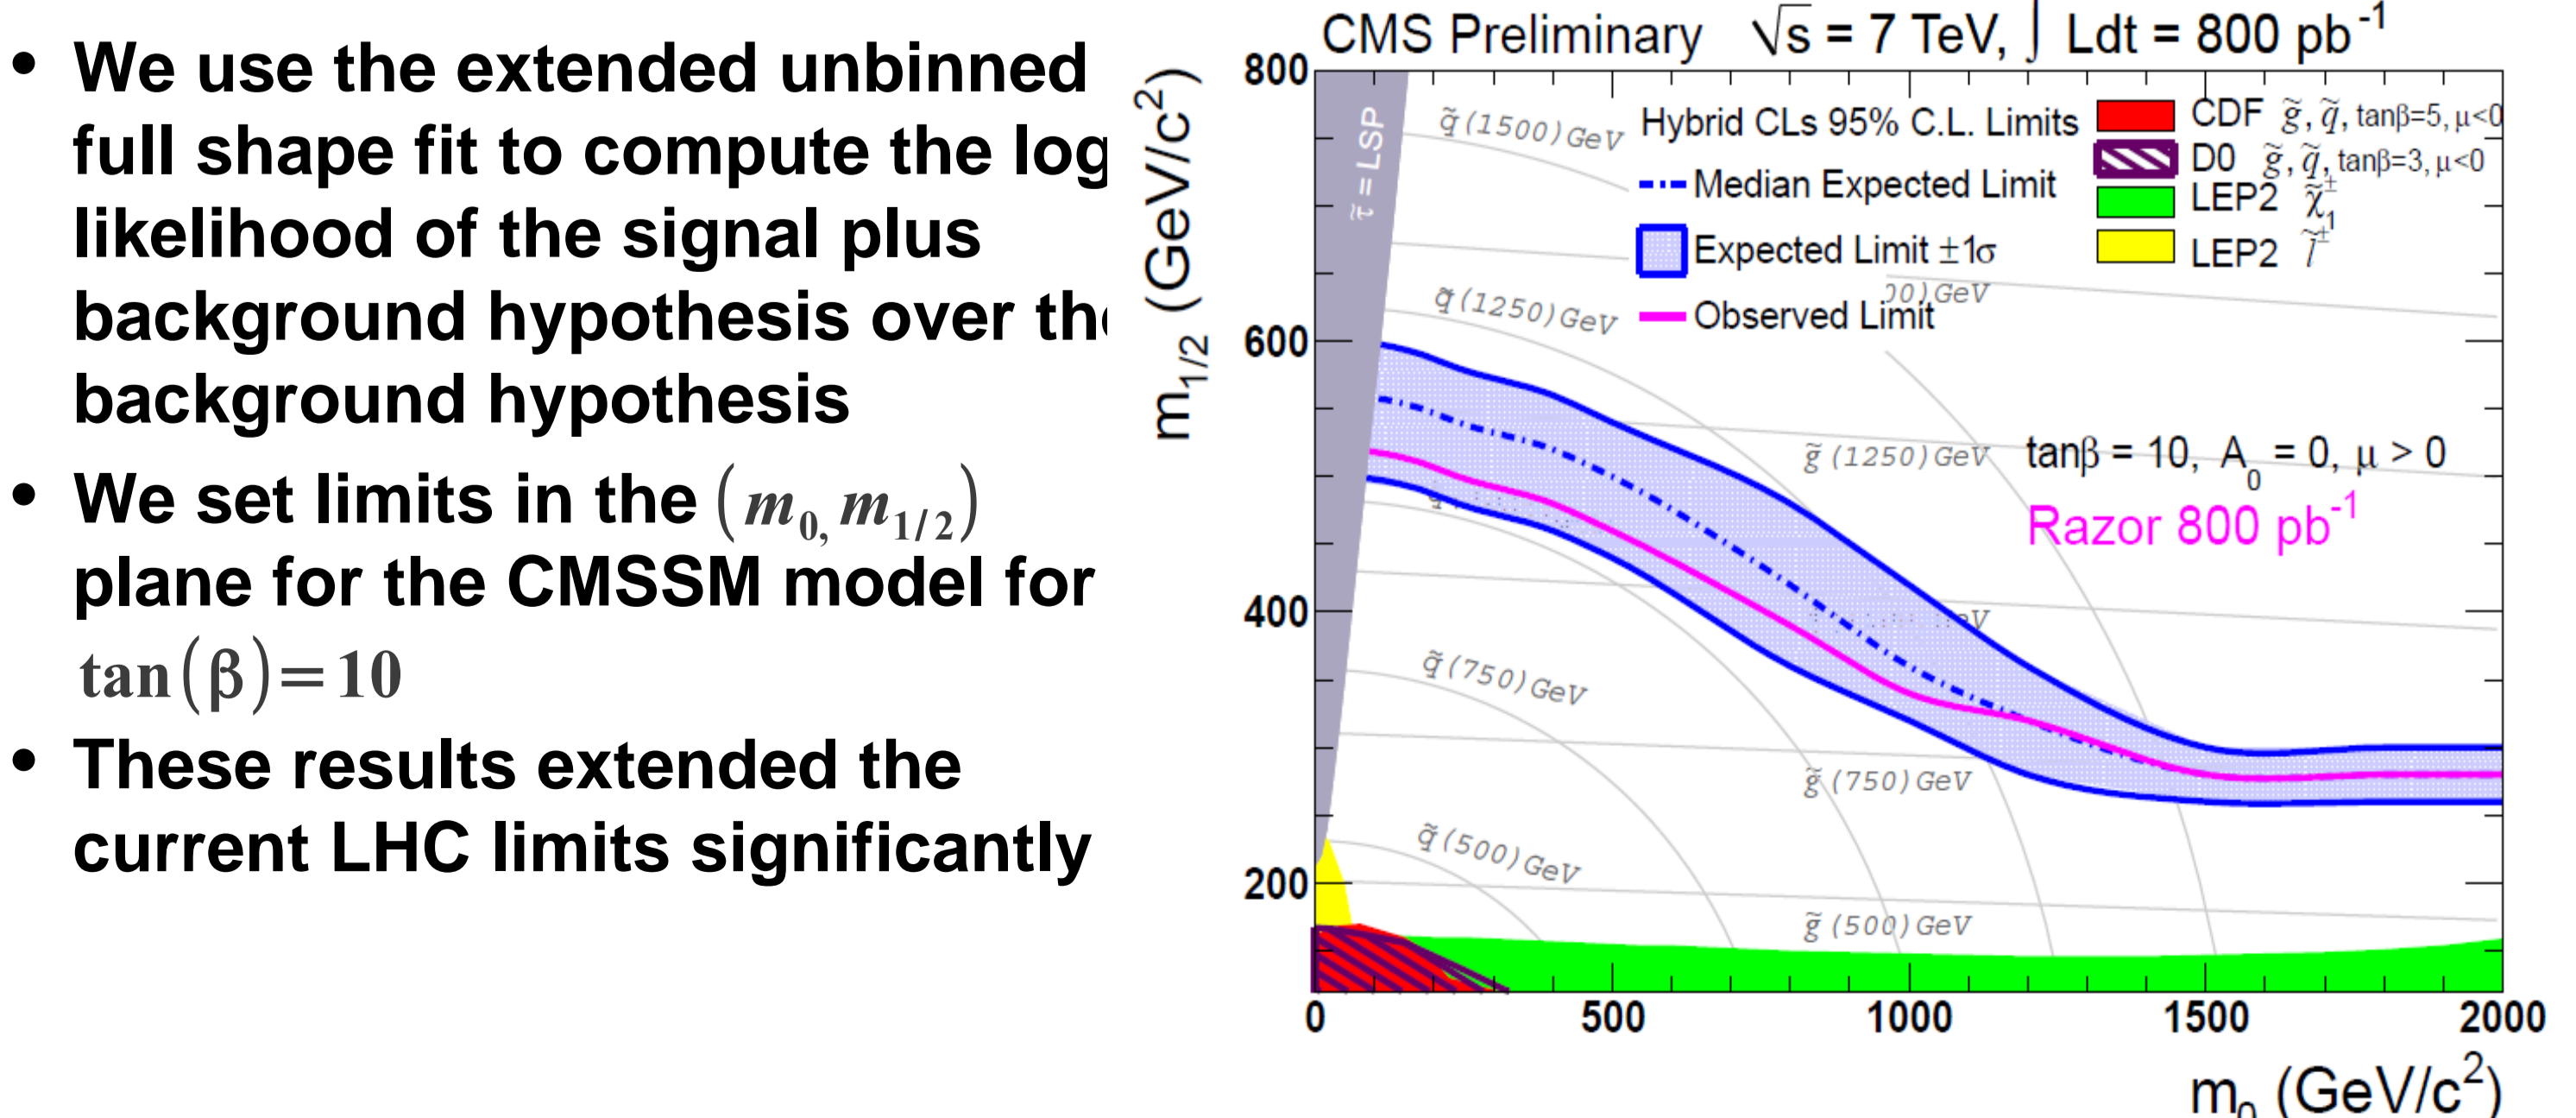 • We use the extended unbinned
full shape fit to compute the log
likelihood of the signal plus
background hypothesis over the
background hypothesis
• We set limits in the (m₀, m₁/₂)
plane for the CMSSM model for
tan(β)=10
• These results extended the
current LHC limits significantly
CMS Preliminary √s = 7 TeV, ∫ Ldt = 800 pb⁻¹
m₁/₂ (GeV/c²)
800
600
400
200
τ̃ = LSP
q̃(1500)GeV
Hybrid CLs 95% C.L. Limits
Median Expected Limit
Expected Limit ±1σ
Observed Limit
CDF g̃, q̃, tanβ=5, μ<0
D0 g̃, q̃, tanβ=3, μ<0
LEP2 χ̃₁±
LEP2 l̃±
00)GeV
q̃(1250)GeV
g̃(1250)GeV
tanβ = 10, A₀ = 0, μ > 0
Razor 800 pb⁻¹
q̃(750)GeV
g̃(750)GeV
q̃(500)GeV
g̃(500)GeV
0 500 1000 1500 2000
m₀ (GeV/c²)